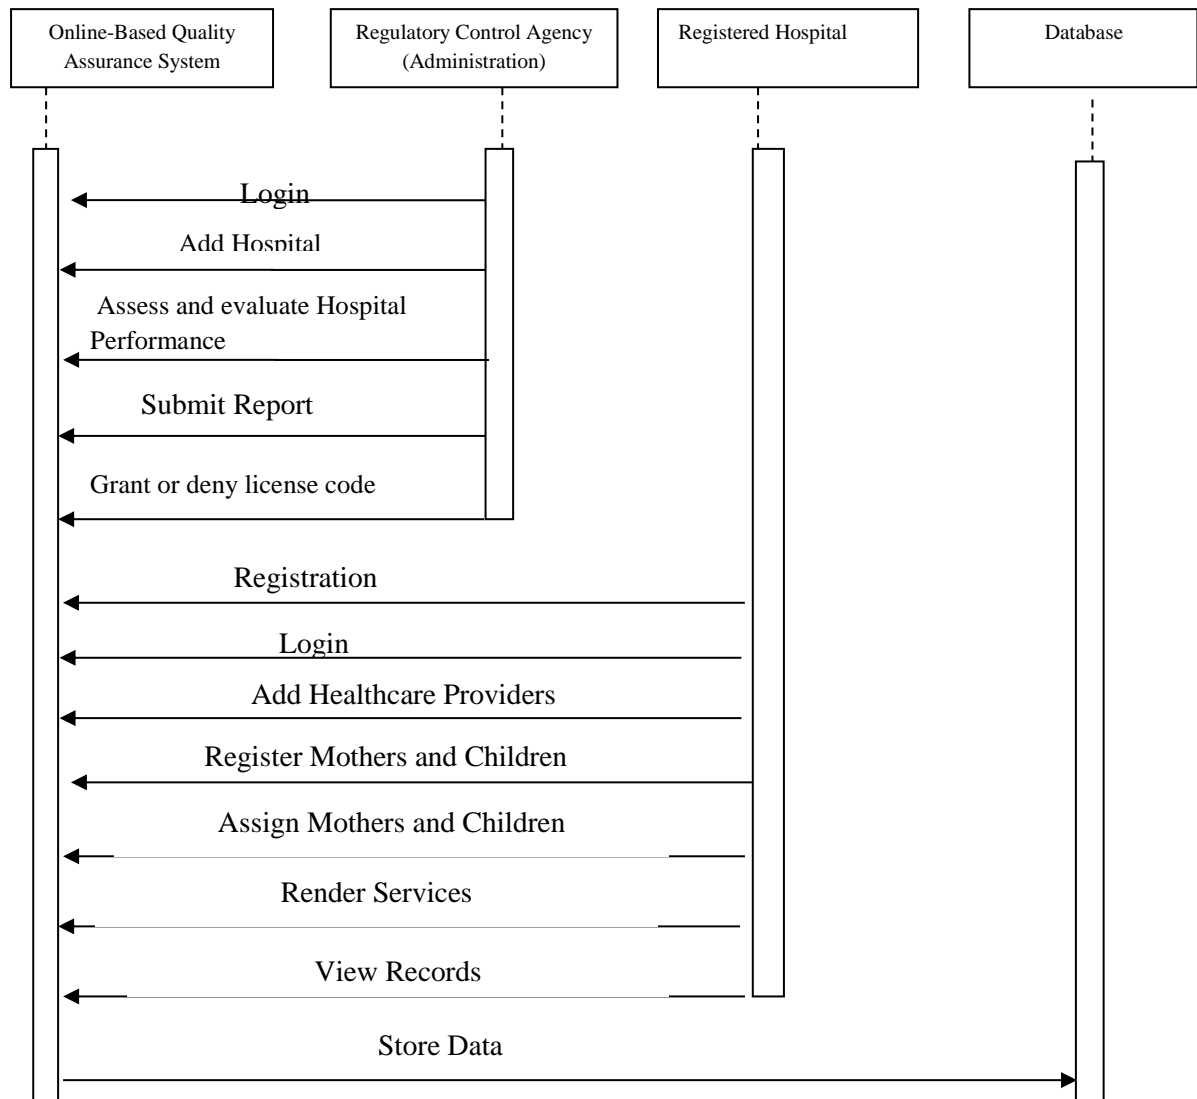 Online-Based Quality
Assurance System
Regulatory Control Agency
(Administration)
Registered Hospital
Database
Login
Add Hospital
Assess and evaluate Hospital
Performance
Submit Report
Grant or deny license code
Registration
Login
Add Healthcare Providers
Register Mothers and Children
Assign Mothers and Children
Render Services
View Records
Store Data